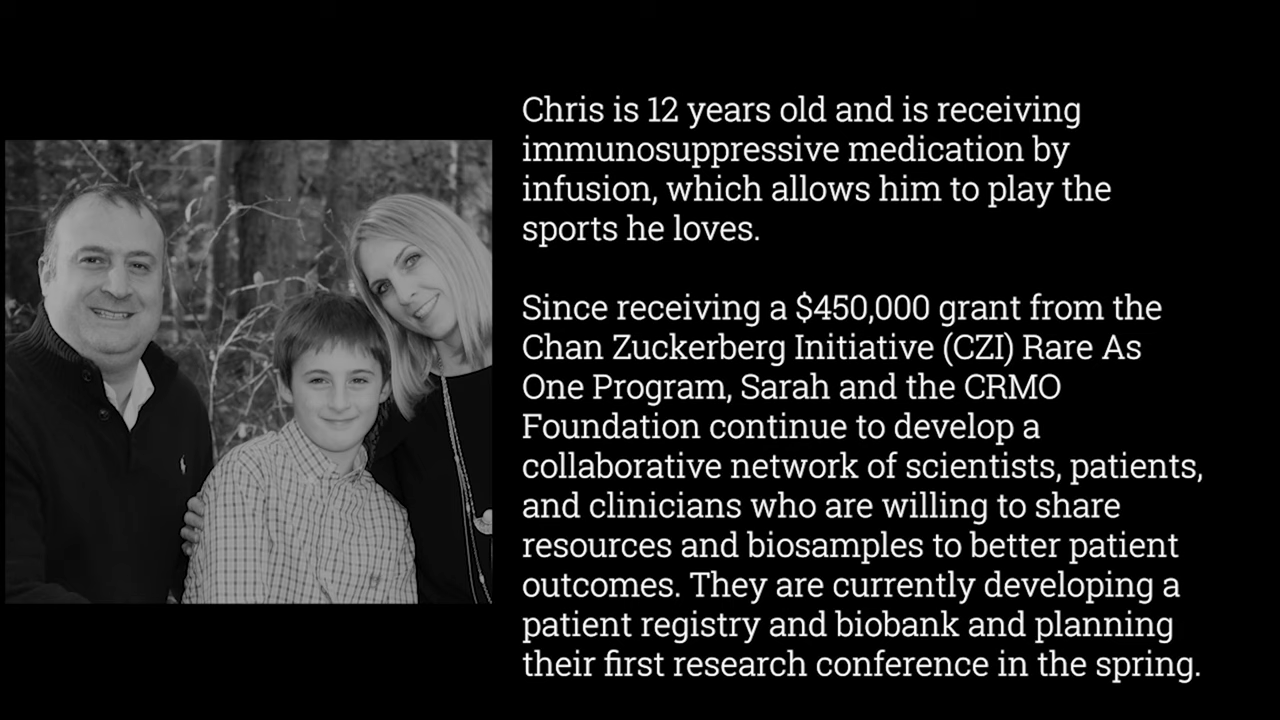 Chris is 12 years old and is receiving
immunosuppressive medication by
infusion, which allows him to play the
sports he loves.
Since receiving a $450,000 grant from the
Chan Zuckerberg Initiative (CZI) Rare As
One Program, Sarah and the CRMO
Foundation continue to develop a
collaborative network of scientists, patients,
and clinicians who are willing to share
resources and biosamples to better patient
outcomes. They are currently developing a
patient registry and biobank and planning
their first research conference in the spring.